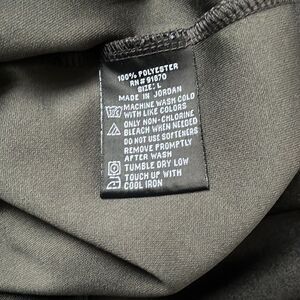 100% POLYESTER
RN# 91870
SIZE: L
MADE IN JORDAN
MACHINE WASH COLD
WITH LIKE COLORS
ONLY NON-CHLORINE
BLEACH WHEN NEEDED
DO NOT USE SOFTENERS
REMOVE PROMPTLY
AFTER WASH
TUMBLE DRY LOW
TOUCH UP WITH
COOL IRON